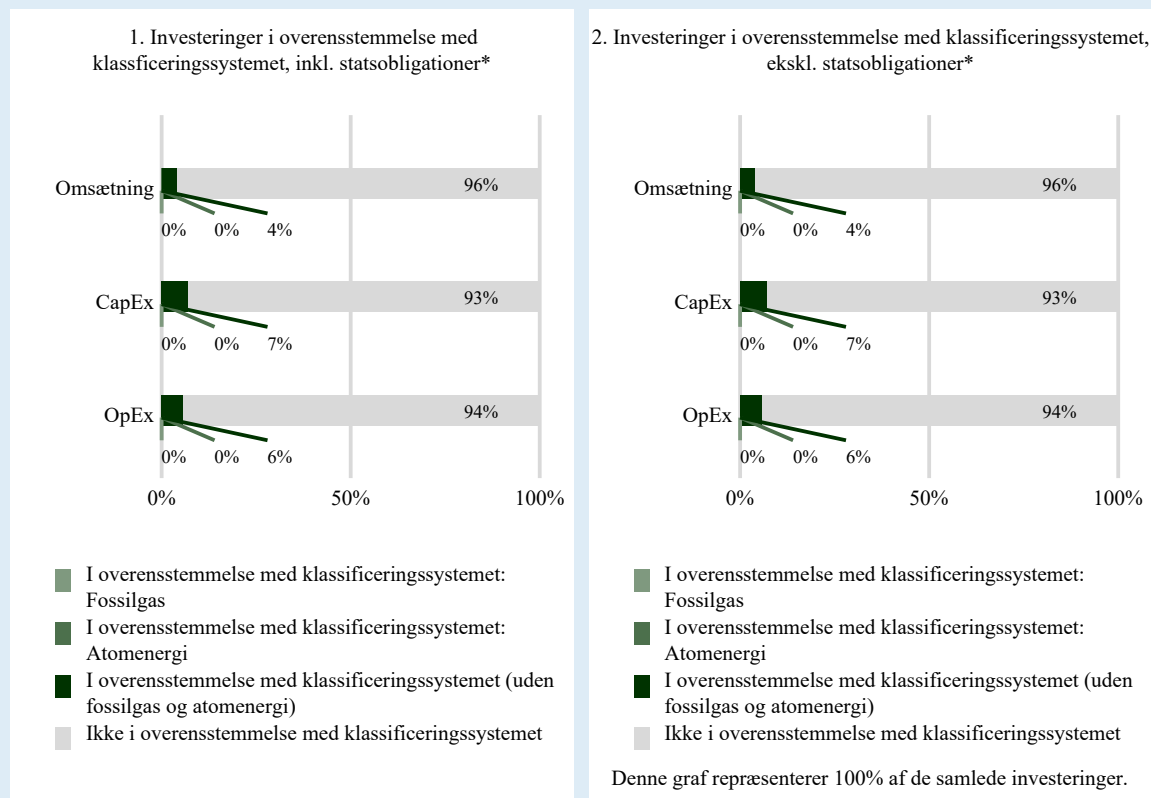 1. Investeringer i overensstemmelse med
klassficeringssystemet, inkl. statsobligationer*
Omsætning
96%
0% 0% 4%
CapEx
93%
0% 0% 7%
OpEx
94%
0% 0% 6%
0% 50% 100%
I overensstemmelse med klassificeringssystemet:
Fossilgas
I overensstemmelse med klassificeringssystemet:
Atomenergi
I overensstemmelse med klassificeringssystemet (uden
fossilgas og atomenergi)
Ikke i overensstemmelse med klassificeringssystemet
2. Investeringer i overensstemmelse med klassificeringssystemet,
ekskl. statsobligationer*
Omsætning
96%
0% 0% 4%
CapEx
93%
0% 0% 7%
OpEx
94%
0% 0% 6%
0% 50% 100%
I overensstemmelse med klassificeringssystemet:
Fossilgas
I overensstemmelse med klassificeringssystemet:
Atomenergi
I overensstemmelse med klassificeringssystemet (uden
fossilgas og atomenergi)
Ikke i overensstemmelse med klassificeringssystemet
Denne graf repræsenterer 100% af de samlede investeringer.